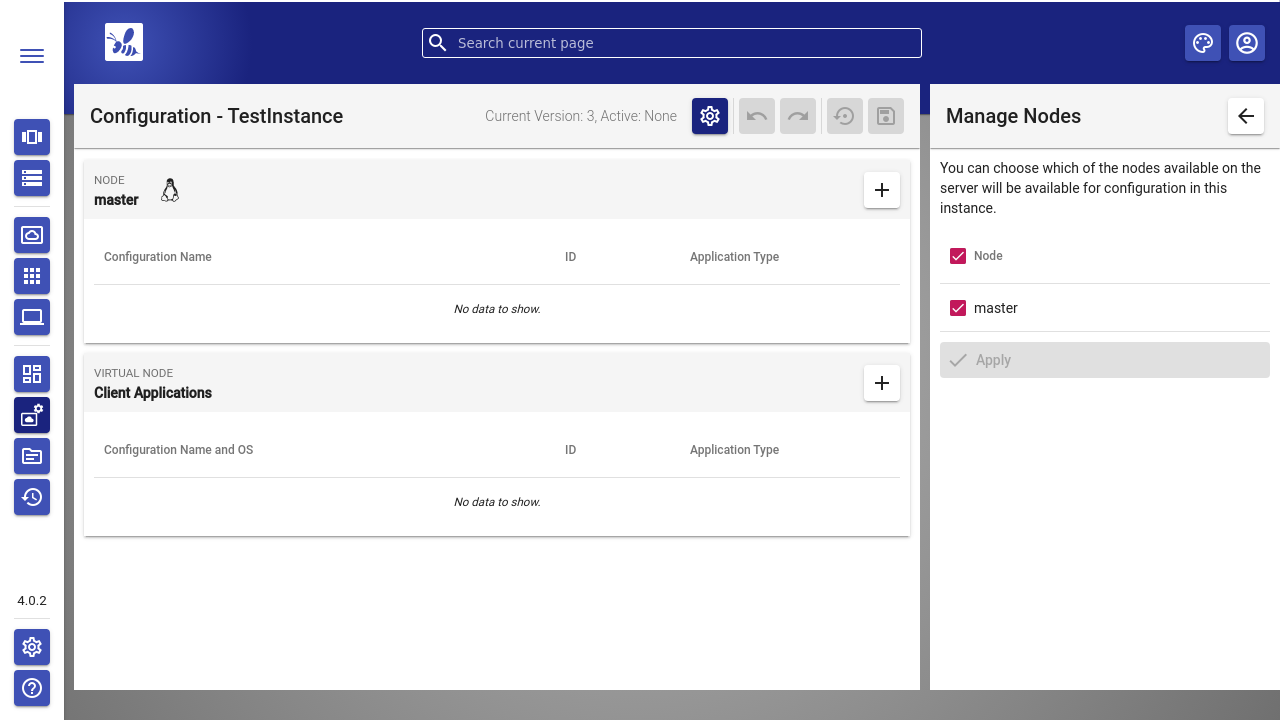 Search current page
Configuration - TestInstance
Current Version: 3, Active: None
NODE
master
Configuration Name ID Application Type
No data to show.
VIRTUAL NODE
Client Applications
Configuration Name and OS ID Application Type
No data to show.
Manage Nodes
You can choose which of the nodes available on the
server will be available for configuration in this
instance.
Node
master
Apply
4.0.2